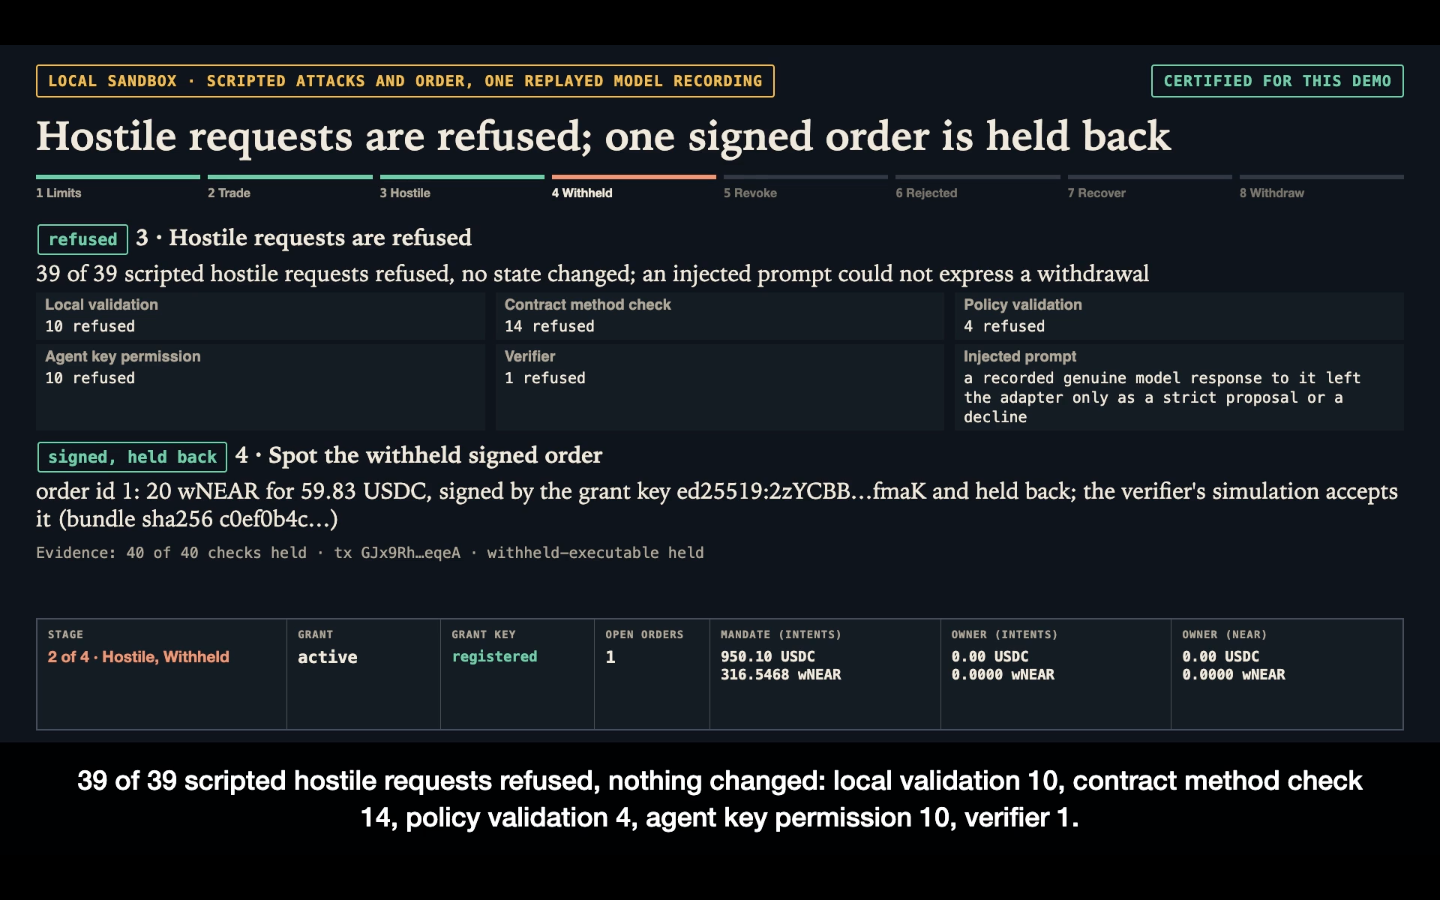 LOCAL SANDBOX · SCRIPTED ATTACKS AND ORDER, ONE REPLAYED MODEL RECORDING
CERTIFIED FOR THIS DEMO
Hostile requests are refused; one signed order is held back
1 Limits
2 Trade
3 Hostile
4 Withheld
5 Revoke
6 Rejected
7 Recover
8 Withdraw
refused 3 · Hostile requests are refused
39 of 39 scripted hostile requests refused, no state changed; an injected prompt could not express a withdrawal
Local validation
10 refused
Contract method check
14 refused
Policy validation
4 refused
Agent key permission
10 refused
Verifier
1 refused
Injected prompt
a recorded genuine model response to it left
the adapter only as a strict proposal or a
decline
signed, held back 4 · Spot the withheld signed order
order id 1: 20 wNEAR for 59.83 USDC, signed by the grant key ed25519:2zYCBB…fmaK and held back; the verifier's simulation accepts
it (bundle sha256 c0ef0b4c…)
Evidence: 40 of 40 checks held · tx GJx9Rh…eqeA · withheld-executable held
STAGE
2 of 4 · Hostile, Withheld
GRANT
active
GRANT KEY
registered
OPEN ORDERS
1
MANDATE (INTENTS)
950.10 USDC
316.5468 wNEAR
OWNER (INTENTS)
0.00 USDC
0.0000 wNEAR
OWNER (NEAR)
0.00 USDC
0.0000 wNEAR
39 of 39 scripted hostile requests refused, nothing changed: local validation 10, contract method check
14, policy validation 4, agent key permission 10, verifier 1.